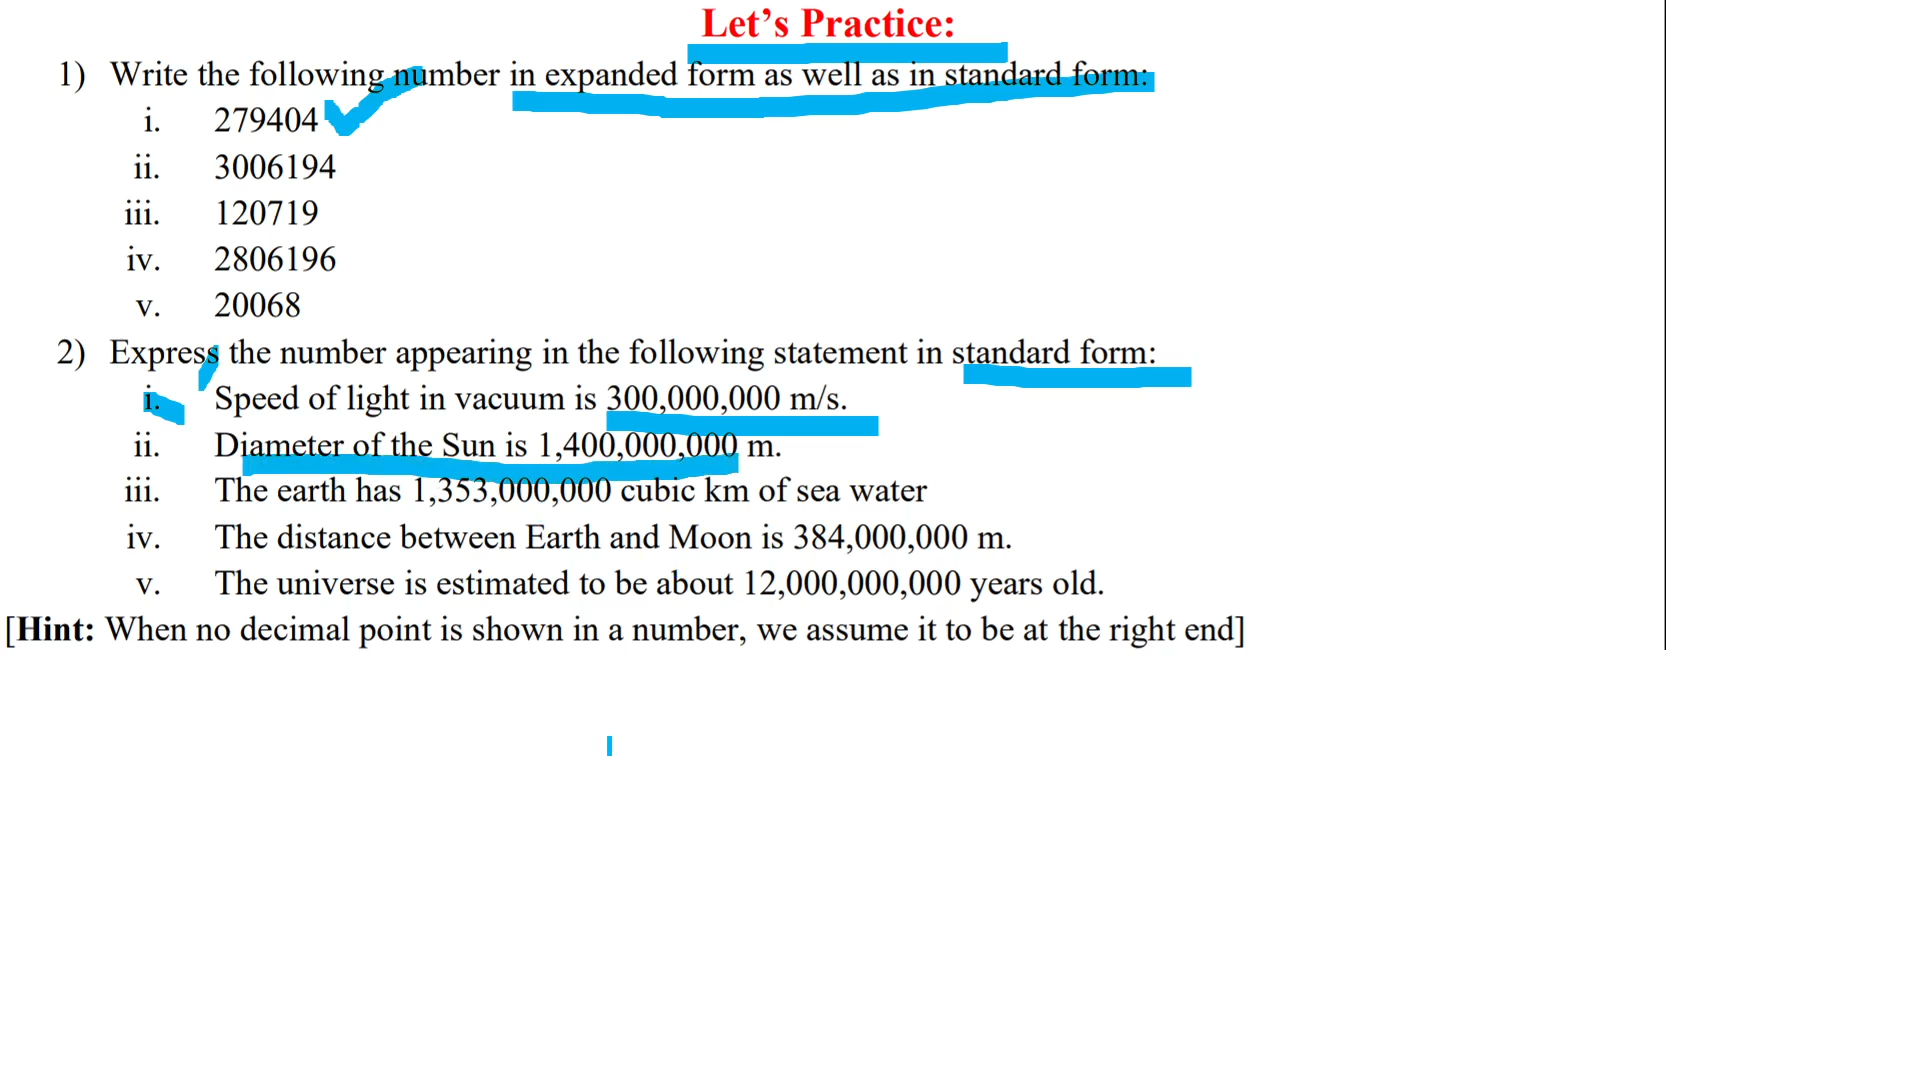 Let’s Practice:
1) Write the following number in expanded form as well as in standard form:
i. 279404
ii. 3006194
iii. 120719
iv. 2806196
v. 20068
2) Express the number appearing in the following statement in standard form:
i. Speed of light in vacuum is 300,000,000 m/s.
ii. Diameter of the Sun is 1,400,000,000 m.
iii. The earth has 1,353,000,000 cubic km of sea water
iv. The distance between Earth and Moon is 384,000,000 m.
v. The universe is estimated to be about 12,000,000,000 years old.
[Hint: When no decimal point is shown in a number, we assume it to be at the right end]